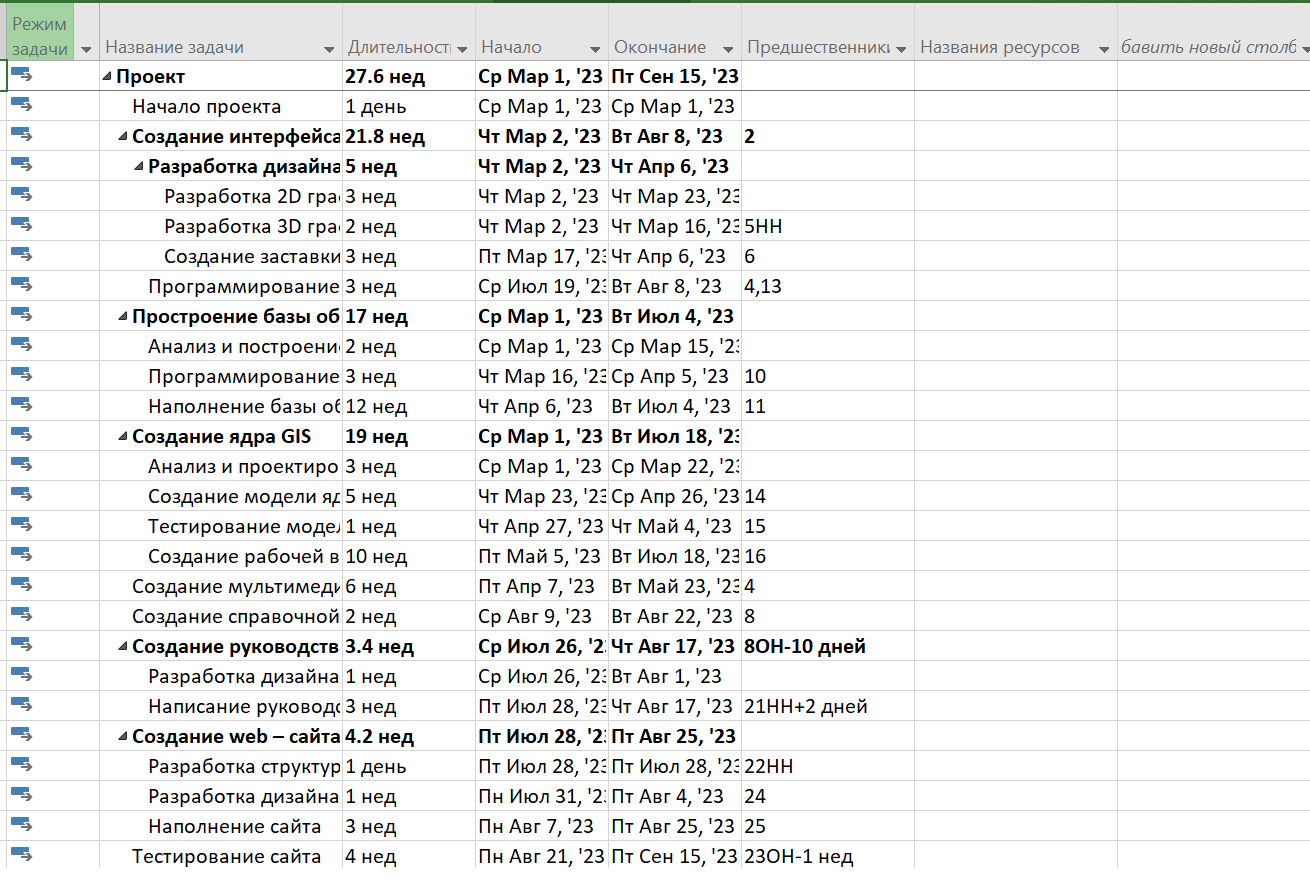 Режим задачи Название задачи Длительность Начало Окончание Предшественники Названия ресурсов бавить новый столб
Проект 27.6 нед Ср Мар 1, '23 Пт Сен 15, '23
Начало проекта 1 день Ср Мар 1, '23 Ср Мар 1, '23
Создание интерфейса 21.8 нед Чт Мар 2, '23 Вт Авг 8, '23 2
Разработка дизайна 5 нед Чт Мар 2, '23 Чт Апр 6, '23
Разработка 2D гра 3 нед Чт Мар 2, '23 Чт Мар 23, '23
Разработка 3D гра 2 нед Чт Мар 2, '23 Чт Мар 16, '23 5НН
Создание заставки 3 нед Пт Мар 17, '23 Чт Апр 6, '23 6
Программирование 3 нед Ср Июл 19, '23 Вт Авг 8, '23 4,13
Простроение базы об 17 нед Ср Мар 1, '23 Вт Июл 4, '23
Анализ и построени 2 нед Ср Мар 1, '23 Ср Мар 15, '23
Программирование 3 нед Чт Мар 16, '23 Ср Апр 5, '23 10
Наполнение базы об 12 нед Чт Апр 6, '23 Вт Июл 4, '23 11
Создание ядра GIS 19 нед Ср Мар 1, '23 Вт Июл 18, '23
Анализ и проектиро 3 нед Ср Мар 1, '23 Ср Мар 22, '23
Создание модели яд 5 нед Чт Мар 23, '23 Ср Апр 26, '23 14
Тестирование модел 1 нед Чт Апр 27, '23 Чт Май 4, '23 15
Создание рабочей в 10 нед Пт Май 5, '23 Вт Июл 18, '23 16
Создание мультимеди 6 нед Пт Апр 7, '23 Вт Май 23, '23 4
Создание справочной 2 нед Ср Авг 9, '23 Вт Авг 22, '23 8
Создание руководств 3.4 нед Ср Июл 26, '23 Чт Авг 17, '23 8ОН-10 дней
Разработка дизайна 1 нед Ср Июл 26, '23 Вт Авг 1, '23
Написание руковод 3 нед Пт Июл 28, '23 Чт Авг 17, '23 21НН+2 дней
Создание web – сайта 4.2 нед Пт Июл 28, '23 Пт Авг 25, '23
Разработка структур 1 день Пт Июл 28, '23 Пт Июл 28, '23 22НН
Разработка дизайна 1 нед Пн Июл 31, '23 Пт Авг 4, '23 24
Наполнение сайта 3 нед Пн Авг 7, '23 Пт Авг 25, '23 25
Тестирование сайта 4 нед Пн Авг 21, '23 Пт Сен 15, '23 23ОН-1 нед